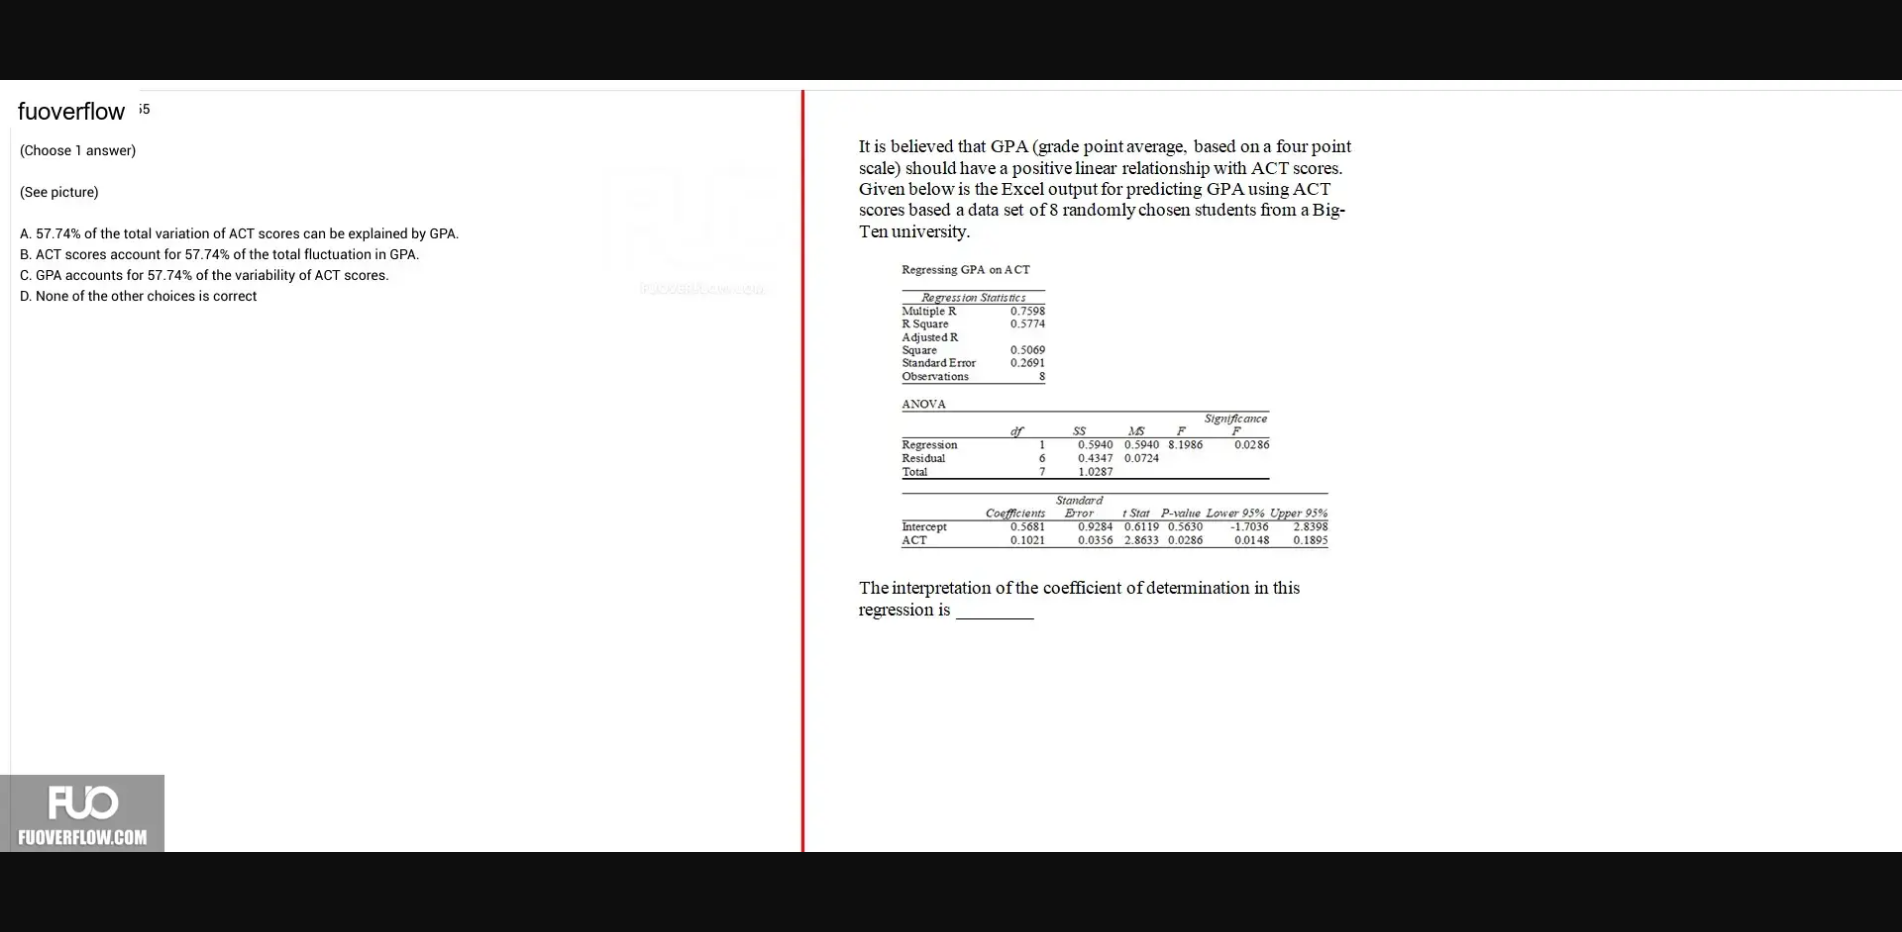 fuoverflow 55
(Choose 1 answer)
(See picture)
A. 57.74% of the total variation of ACT scores can be explained by GPA.
B. ACT scores account for 57.74% of the total fluctuation in GPA.
C. GPA accounts for 57.74% of the variability of ACT scores.
D. None of the other choices is correct
FUOVERFLOW.COM
FUO
FUOVERFLOW.COM
It is believed that GPA (grade point average, based on a four point
scale) should have a positive linear relationship with ACT scores.
Given below is the Excel output for predicting GPA using ACT
scores based a data set of 8 randomly chosen students from a Big-
Ten university.
Regressing GPA on ACT
Regression Statistics
Multiple R 0.7598
R Square 0.5774
Adjusted R
Square 0.5069
Standard Error 0.2691
Observations 8
ANOVA
Significance
df SS MS F F
Regression 1 0.5940 0.5940 8.1986 0.0286
Residual 6 0.4347 0.0724
Total 7 1.0287
Standard
Coefficients Error t Stat P-value Lower 95% Upper 95%
Intercept 0.5681 0.9284 0.6119 0.5630 -1.7036 2.8398
ACT 0.1021 0.0356 2.8633 0.0286 0.0148 0.1895
The interpretation of the coefficient of determination in this
regression is ________